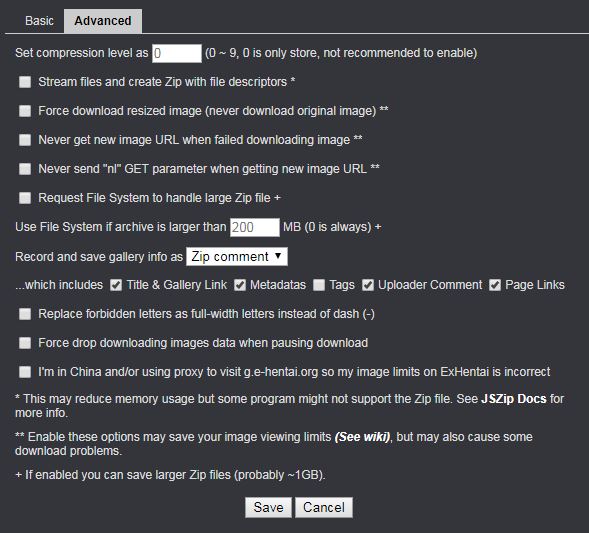 Basic Advanced
Set compression level as 0 (0 ~ 9, 0 is only store, not recommended to enable)
Stream files and create Zip with file descriptors *
Force download resized image (never download original image) **
Never get new image URL when failed downloading image **
Never send "nl" GET parameter when getting new image URL **
Request File System to handle large Zip file +
Use File System if archive is larger than 200 MB (0 is always) +
Record and save gallery info as Zip comment
...which includes Title & Gallery Link Metadatas Tags Uploader Comment Page Links
Replace forbidden letters as full-width letters instead of dash (-)
Force drop downloading images data when pausing download
I'm in China and/or using proxy to visit g.e-hentai.org so my image limits on ExHentai is incorrect
* This may reduce memory usage but some program might not support the Zip file. See JSZip Docs for
more info.
** Enable these options may save your image viewing limits (See wiki), but may also cause some
download problems.
+ If enabled you can save larger Zip files (probably ~1GB).
Save Cancel